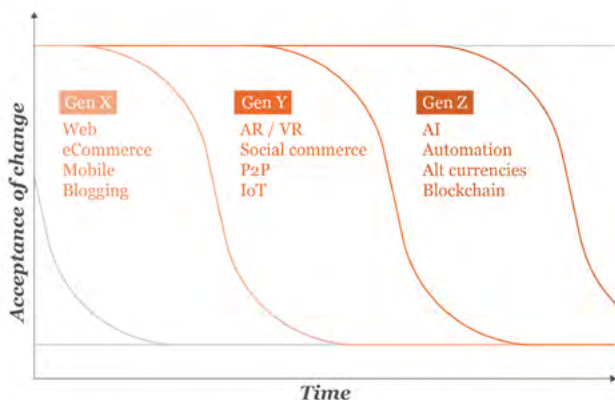 Acceptance of change
Gen X
Web
eCommerce
Mobile
Blogging
Gen Y
AR / VR
Social commerce
P2P
IoT
Gen Z
AI
Automation
Alt currencies
Blockchain
Time